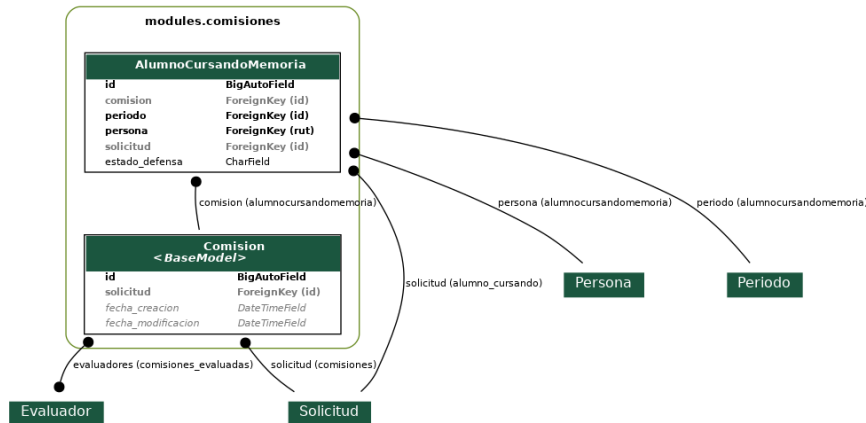 modules.comisiones
AlumnoCursandoMemoria
id BigAutoField
comision ForeignKey (id)
periodo ForeignKey (id)
persona ForeignKey (rut)
solicitud ForeignKey (id)
estado_defensa CharField
comision (alumnocursandomemoria)
persona (alumnocursandomemoria)
periodo (alumnocursandomemoria)
Comision
<BaseModel>
id BigAutoField
solicitud ForeignKey (id)
fecha_creacion DateTimeField
fecha_modificacion DateTimeField
solicitud (alumno_cursando)
Persona
Periodo
evaluadores (comisiones_evaluadas)
solicitud (comisiones)
Evaluador
Solicitud